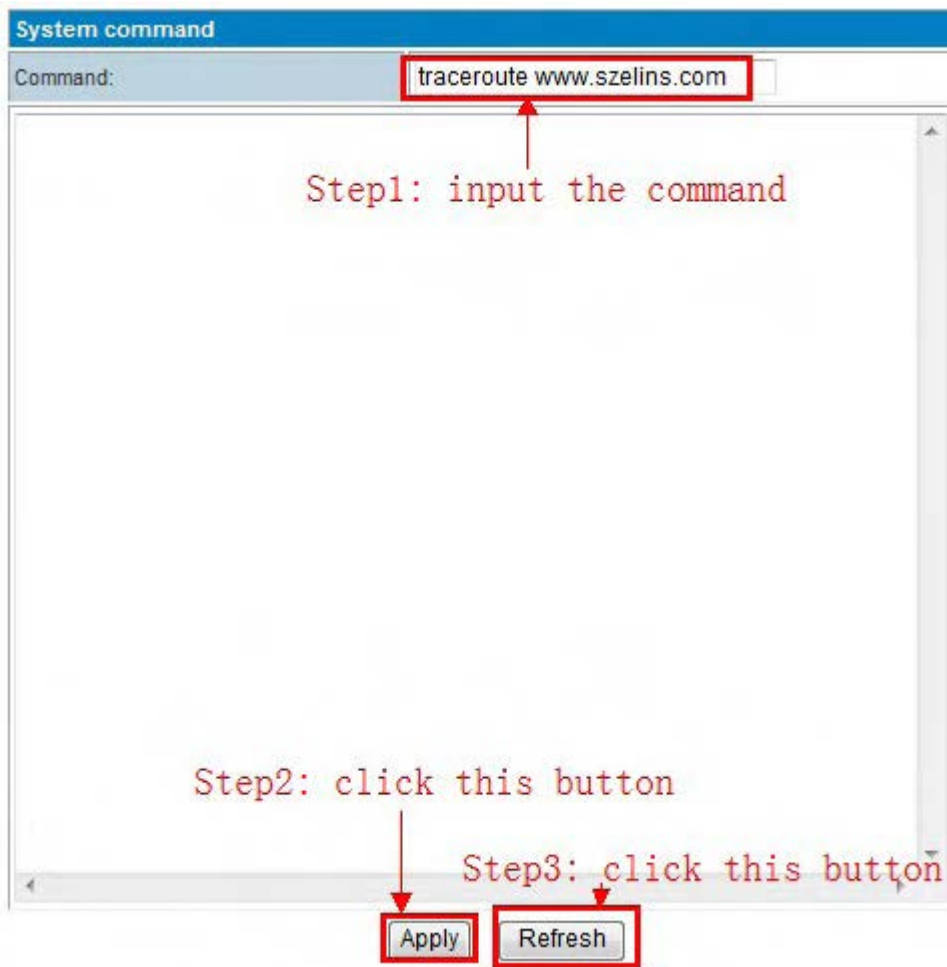 System command
Command:
traceroute www.szelins.com
Step1: input the command
Step2: click this button
Step3: click this button
Apply
Refresh